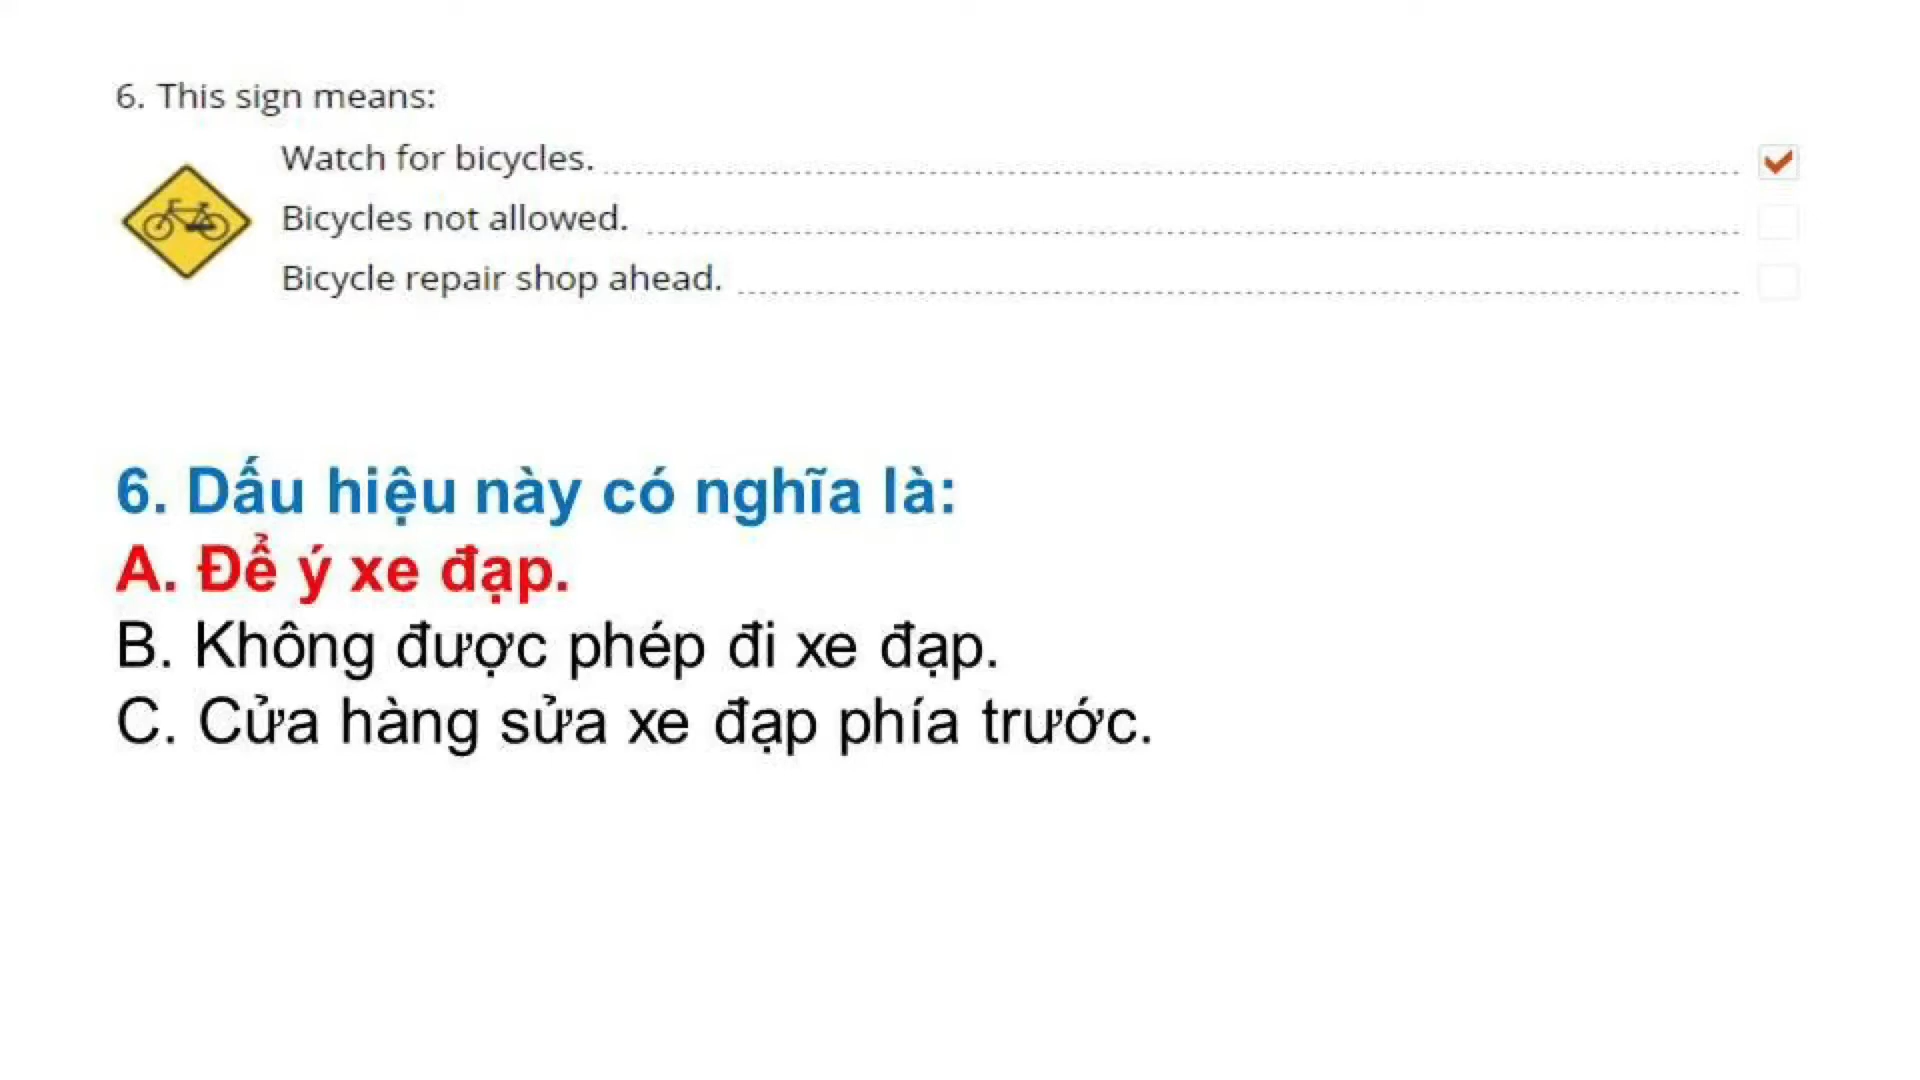 6. This sign means:
Watch for bicycles.
Bicycles not allowed.
Bicycle repair shop ahead.
6. Dấu hiệu này có nghĩa là:
A. Để ý xe đạp.
B. Không được phép đi xe đạp.
C. Cửa hàng sửa xe đạp phía trước.